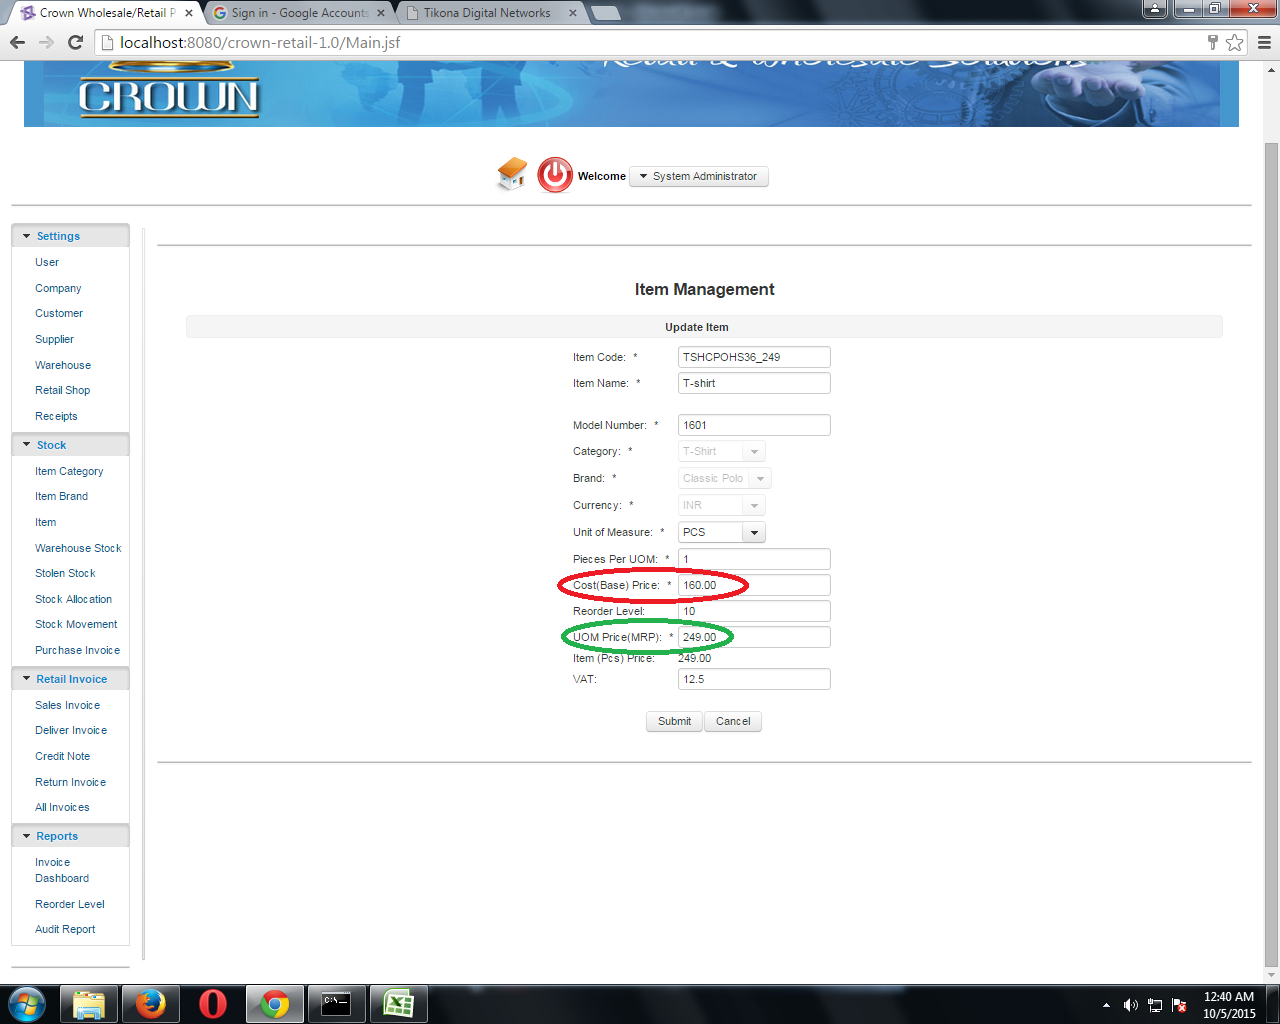 Crown Wholesale/Retail P
Sign in - Google Accounts
Tikona Digital Networks
localhost:8080/crown-retail-1.0/Main.jsf
CROWN
Retail & Wholesale Solutions
Welcome
System Administrator
Settings
User
Company
Customer
Supplier
Warehouse
Retail Shop
Receipts
Stock
Item Category
Item Brand
Item
Warehouse Stock
Stolen Stock
Stock Allocation
Stock Movement
Purchase Invoice
Retail Invoice
Sales Invoice
Deliver Invoice
Credit Note
Return Invoice
All Invoices
Reports
Invoice
Dashboard
Reorder Level
Audit Report
Item Management
Update Item
Item Code: * TSHCPOHS36_249
Item Name: * T-shirt
Model Number: * 1601
Category: * T-Shirt
Brand: * Classic Polo
Currency: * INR
Unit of Measure: * PCS
Pieces Per UOM: * 1
Cost(Base) Price: * 160.00
Reorder Level: 10
UOM Price(MRP): * 249.00
Item (Pcs) Price: 249.00
VAT: 12.5
Submit Cancel
C:\.
12:40 AM
10/5/2015